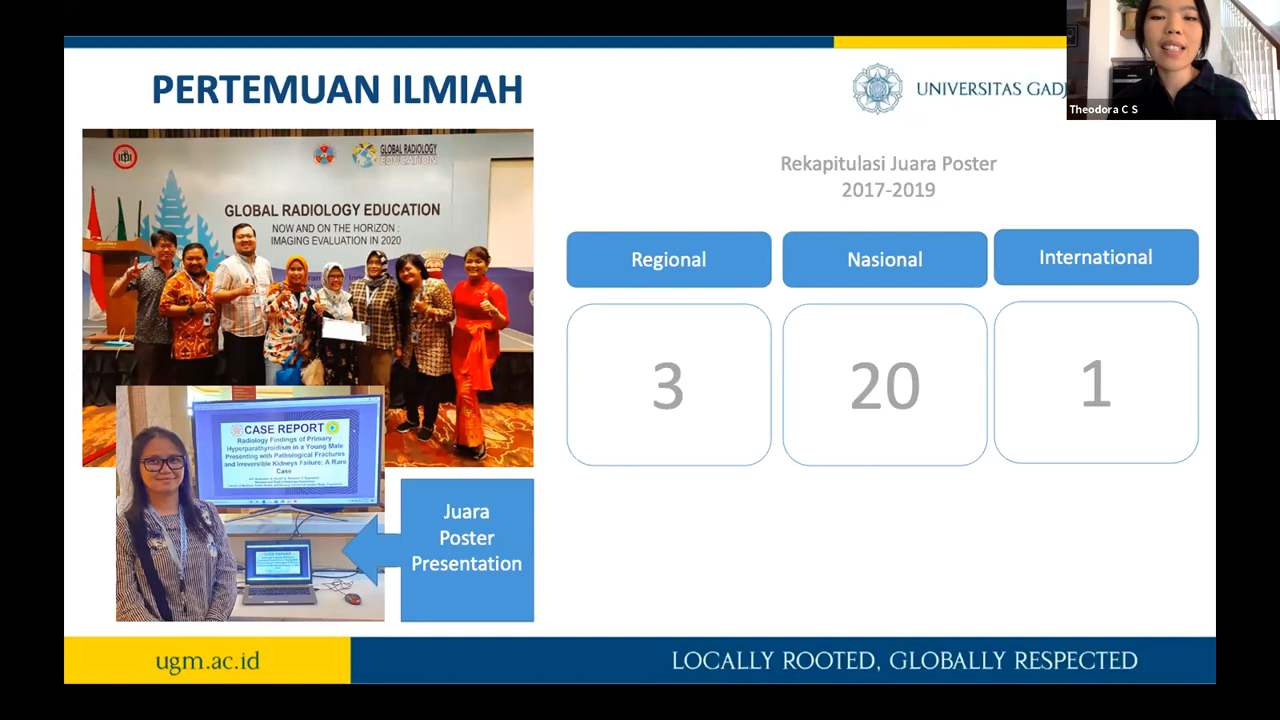 PERTEMUAN ILMIAH
UNIVERSITAS GADJ
Theodora C S
GLOBAL RADIOLOGY
EDUCATION
GLOBAL RADIOLOGY EDUCATION
NOW AND ON THE HORIZON :
IMAGING EVALUATION IN 2020
Rekapitulasi Juara Poster
2017-2019
Regional
Nasional
International
3
20
1
CASE REPORT
Radiology Findings of Primary
Hyperparathyroidism in a Young Male
Presenting with Pathological Fractures
and Irreversible Kidneys Failure: A Rare
Case
CASE REPORT
Juara
Poster
Presentation
ugm.ac.id
LOCALLY ROOTED, GLOBALLY RESPECTED